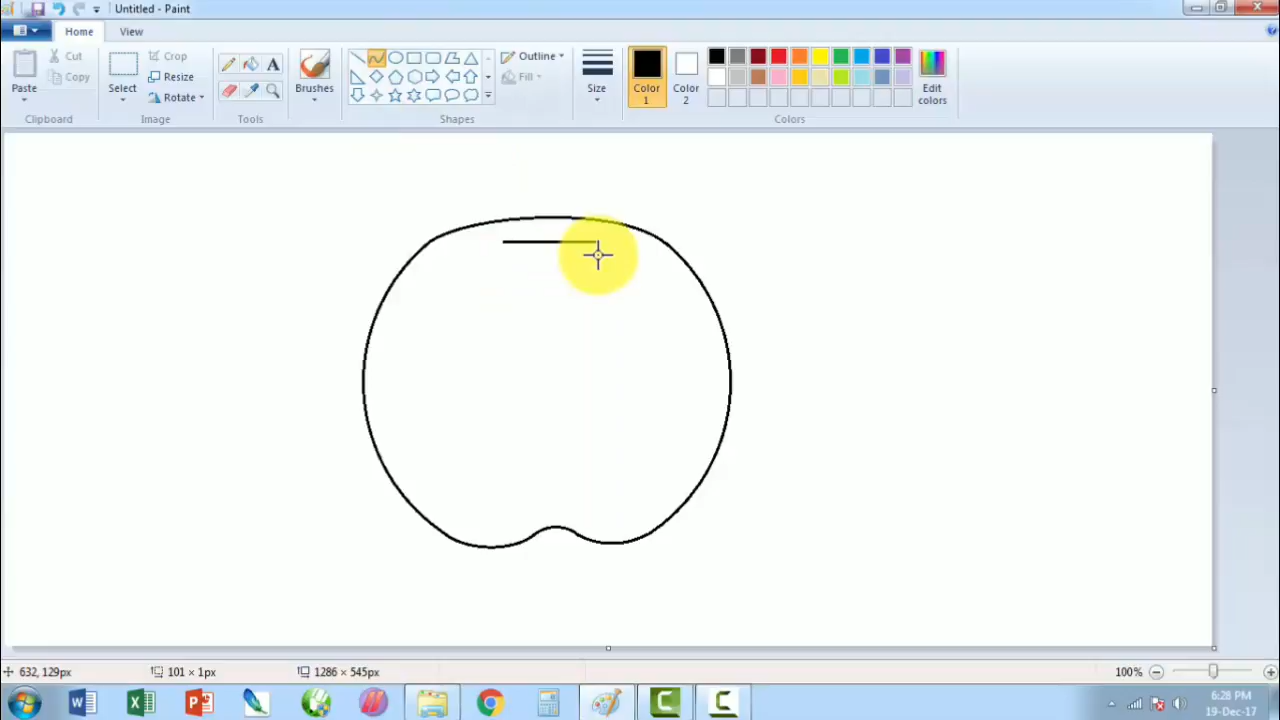 Untitled - Paint
Home View
Paste
Cut
Copy
Clipboard
Select
Crop
Resize
Rotate
Image
A
Tools
Brushes
Outline
Fill
Shapes
Size
Color
1
Color
2
Edit
colors
Colors
632, 129px
101 × 1px
1286 × 545px
100%
6:28 PM
19-Dec-17